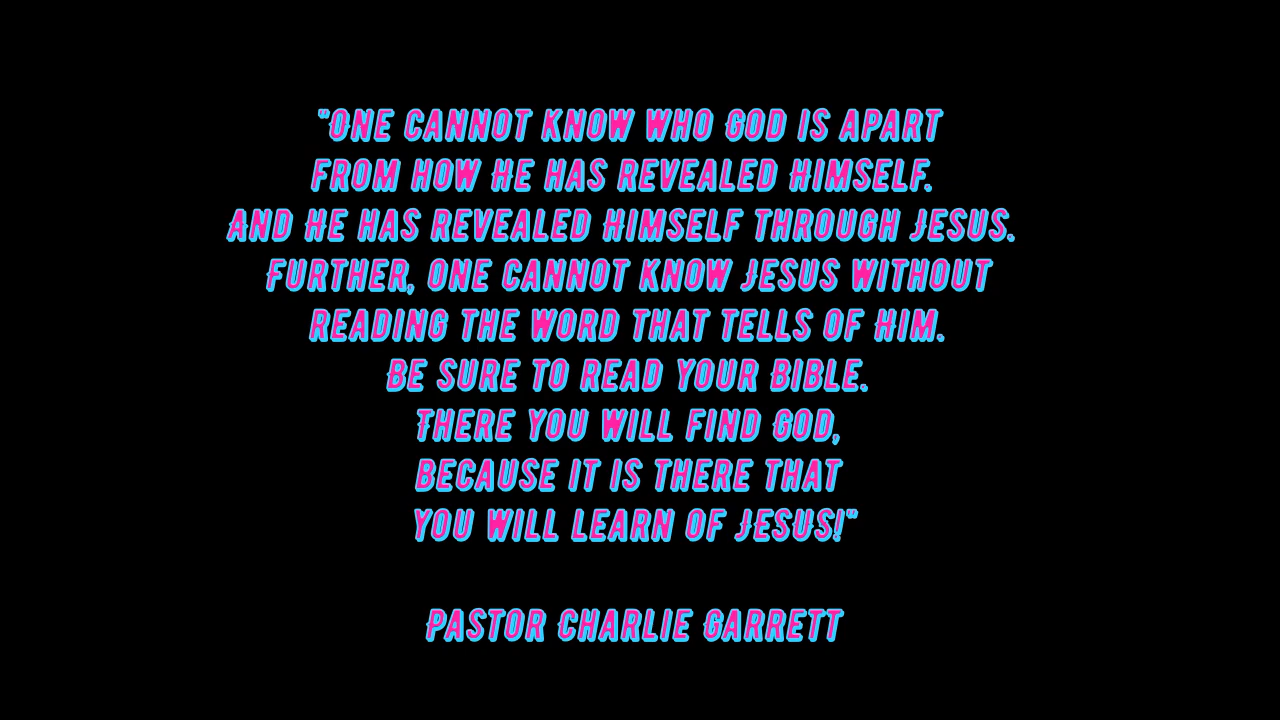 "One cannot know who God is apart
from how He has revealed Himself.
And He has revealed Himself through Jesus.
Further, one cannot know Jesus without
reading the word that tells of Him.
Be sure to read your Bible.
There you will find God,
because it is there that
you will learn of Jesus!"
Pastor Charlie Garrett